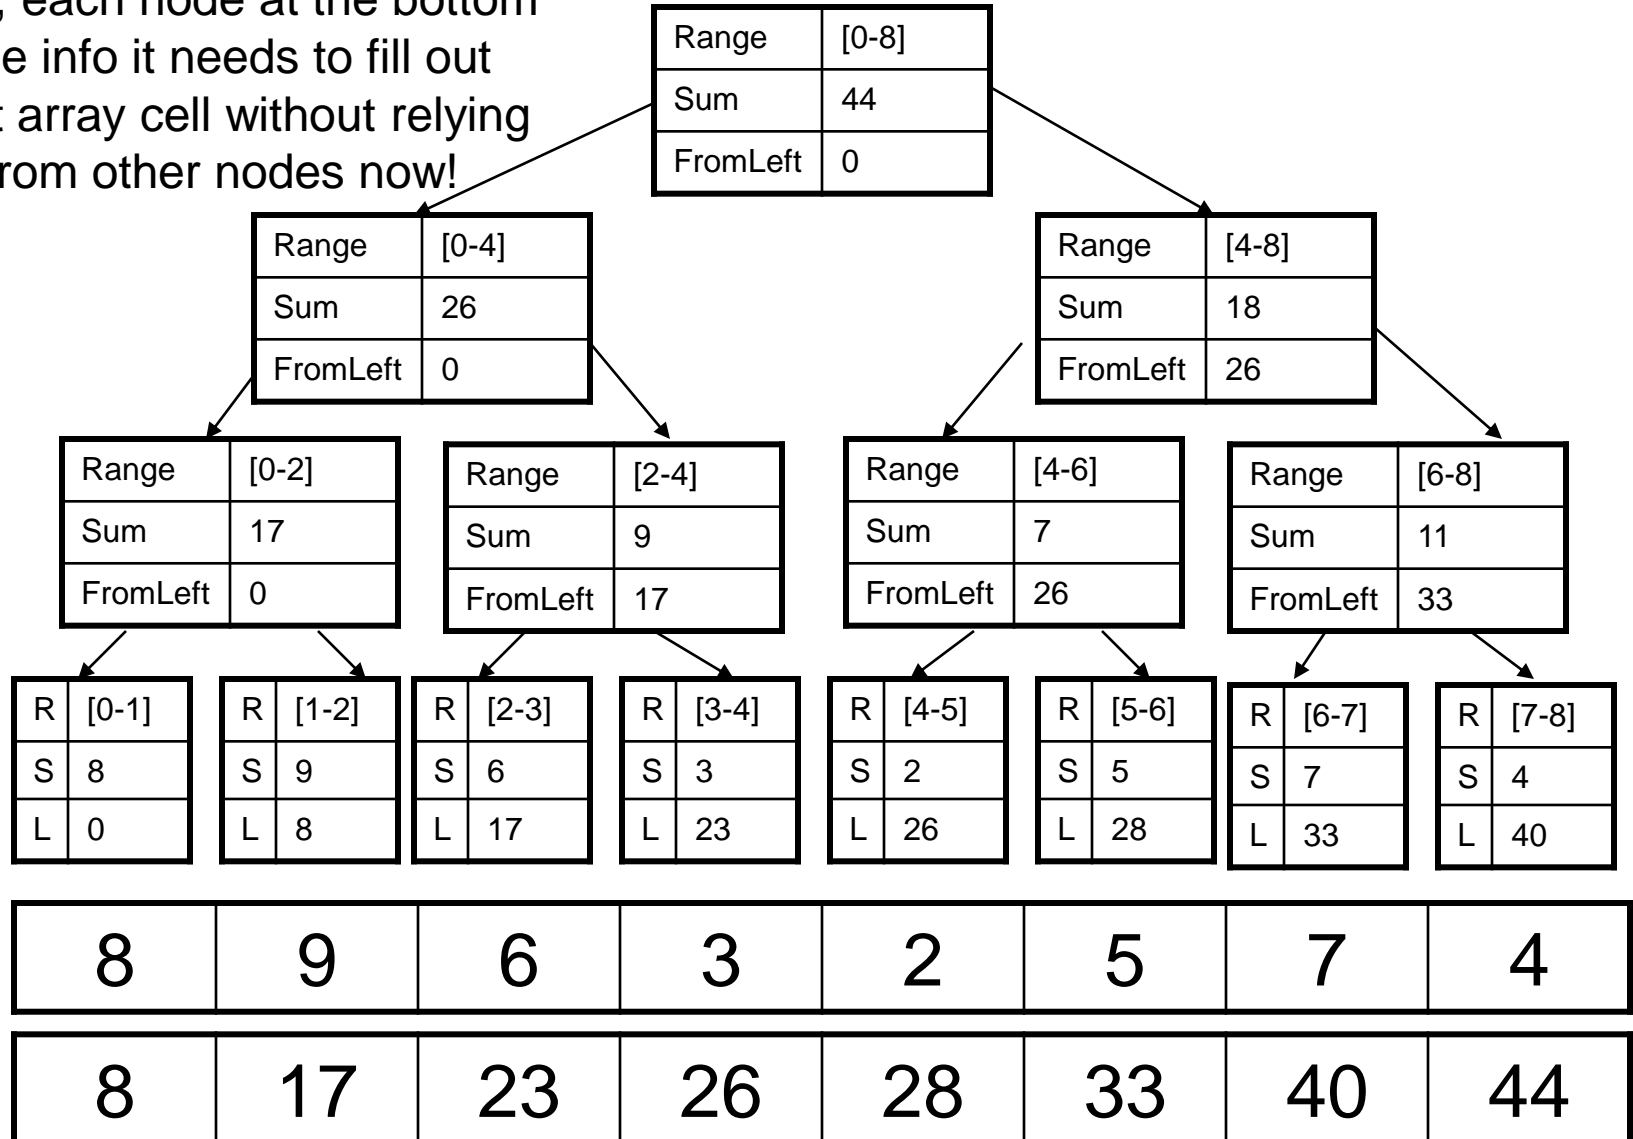 , each node at the bottom
e info it needs to fill out
t array cell without relying
from other nodes now!
Range [0-8]
Sum 44
FromLeft 0
Range [0-4]
Sum 26
FromLeft 0
Range [4-8]
Sum 18
FromLeft 26
Range [0-2]
Sum 17
FromLeft 0
Range [2-4]
Sum 9
FromLeft 17
Range [4-6]
Sum 7
FromLeft 26
Range [6-8]
Sum 11
FromLeft 33
R [0-1]
S 8
L 0
R [1-2]
S 9
L 8
R [2-3]
S 6
L 17
R [3-4]
S 3
L 23
R [4-5]
S 2
L 26
R [5-6]
S 5
L 28
R [6-7]
S 7
L 33
R [7-8]
S 4
L 40
8 9 6 3 2 5 7 4
8 17 23 26 28 33 40 44